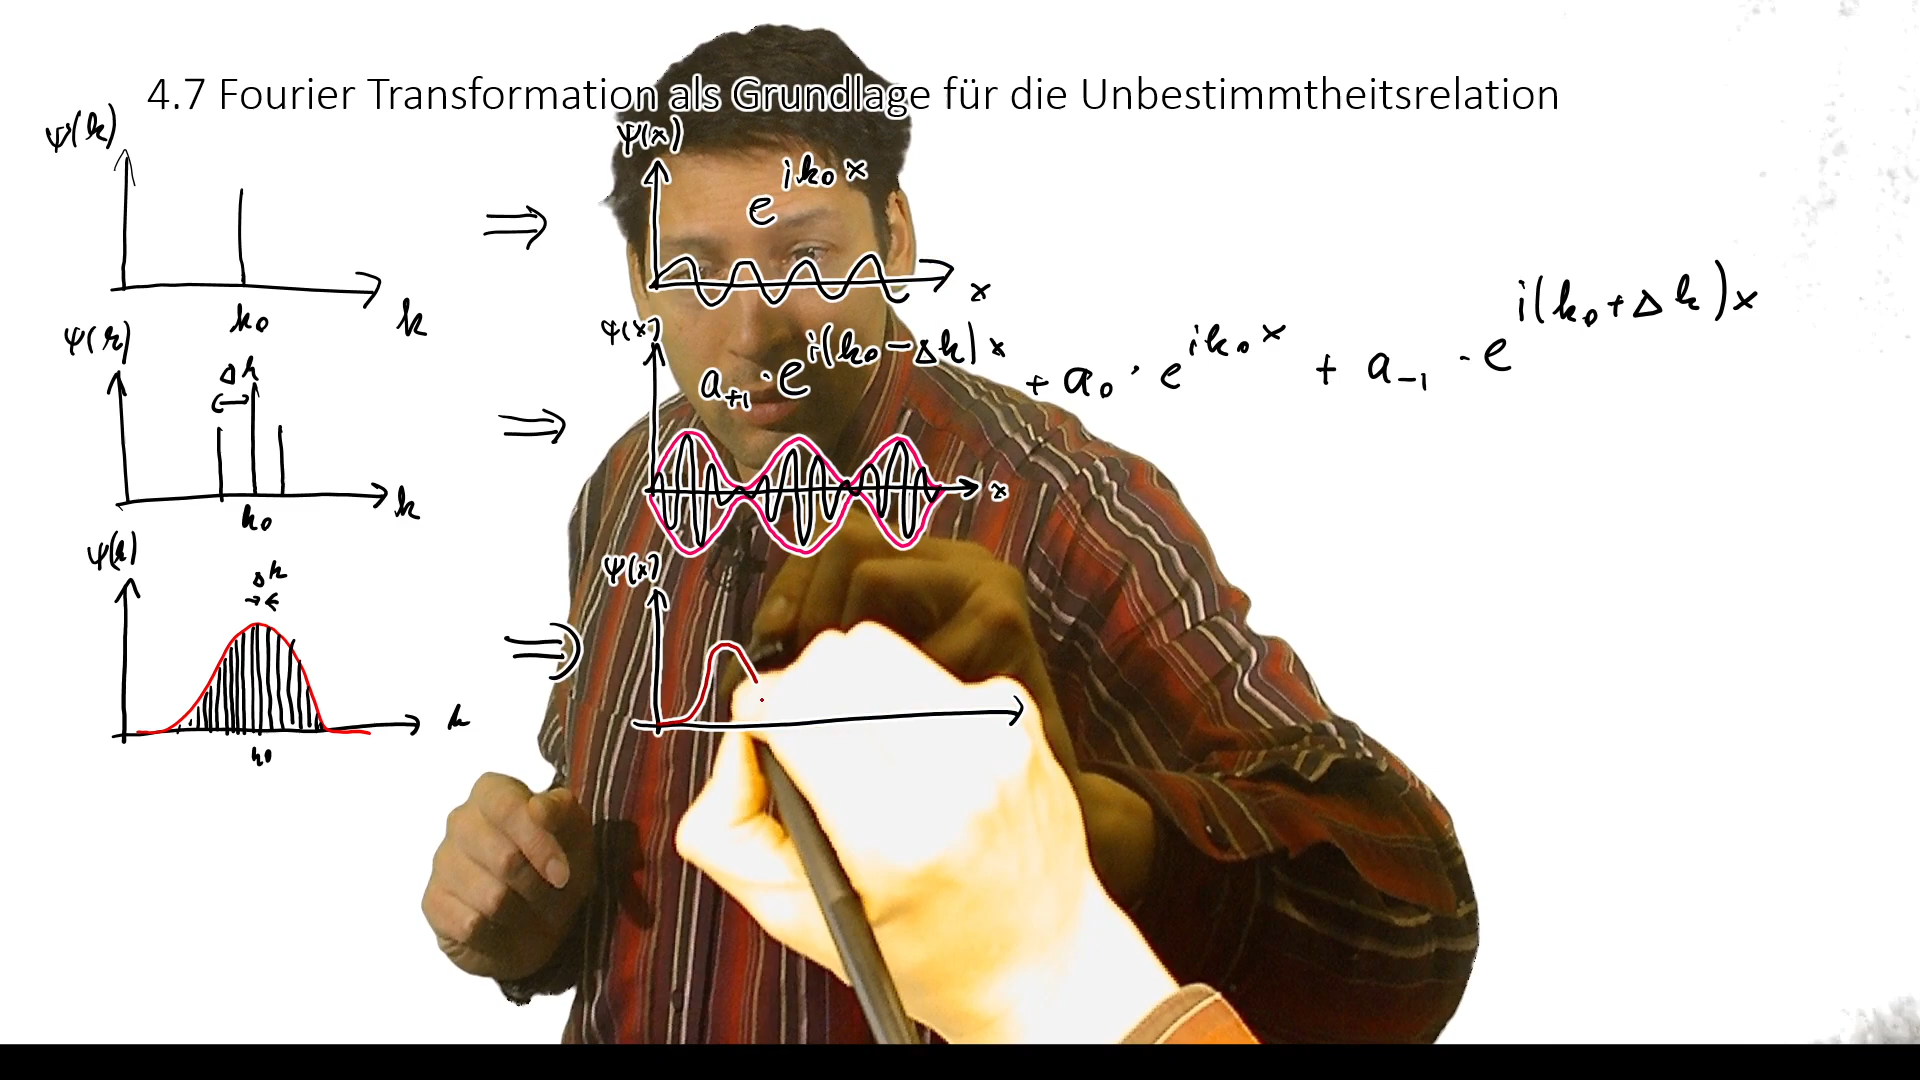 4.7 Fourier Transformation als Grundlage für die Unbestimmtheitsrelation
ψ(k)
k₀
k
⇒
ψ(x)
e^{ik₀x}
x
ψ(k)
Δk
k₀
k
⇒
ψ(x)
a₊₁ · e^{i(k₀-Δk)x} + a₀ · e^{ik₀x} + a₋₁ · e^{i(k₀+Δk)x}
x
ψ(k)
Δk
k₀
k
⇒
ψ(x)